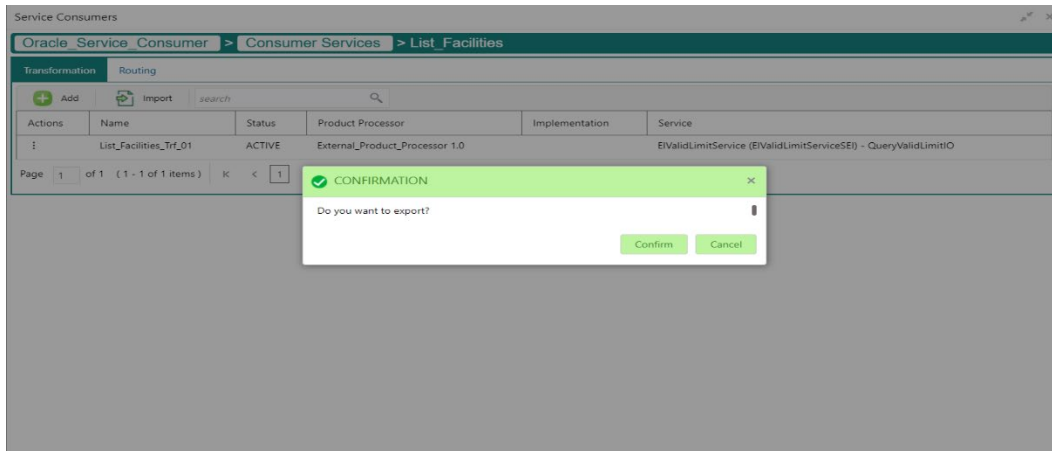 Service Consumers
Oracle_Service_Consumer > Consumer Services > List_Facilities
Transformation Routing
Add Import search
Actions Name Status Product Processor Implementation Service
List_Facilities_Trf_01 ACTIVE External_Product_Processor 1.0 EIValidLimitService (EIValidLimitServiceSEI) - QueryValidLimitIO
Page 1 of 1 (1 - 1 of 1 items) K < 1
CONFIRMATION
Do you want to export?
Confirm Cancel